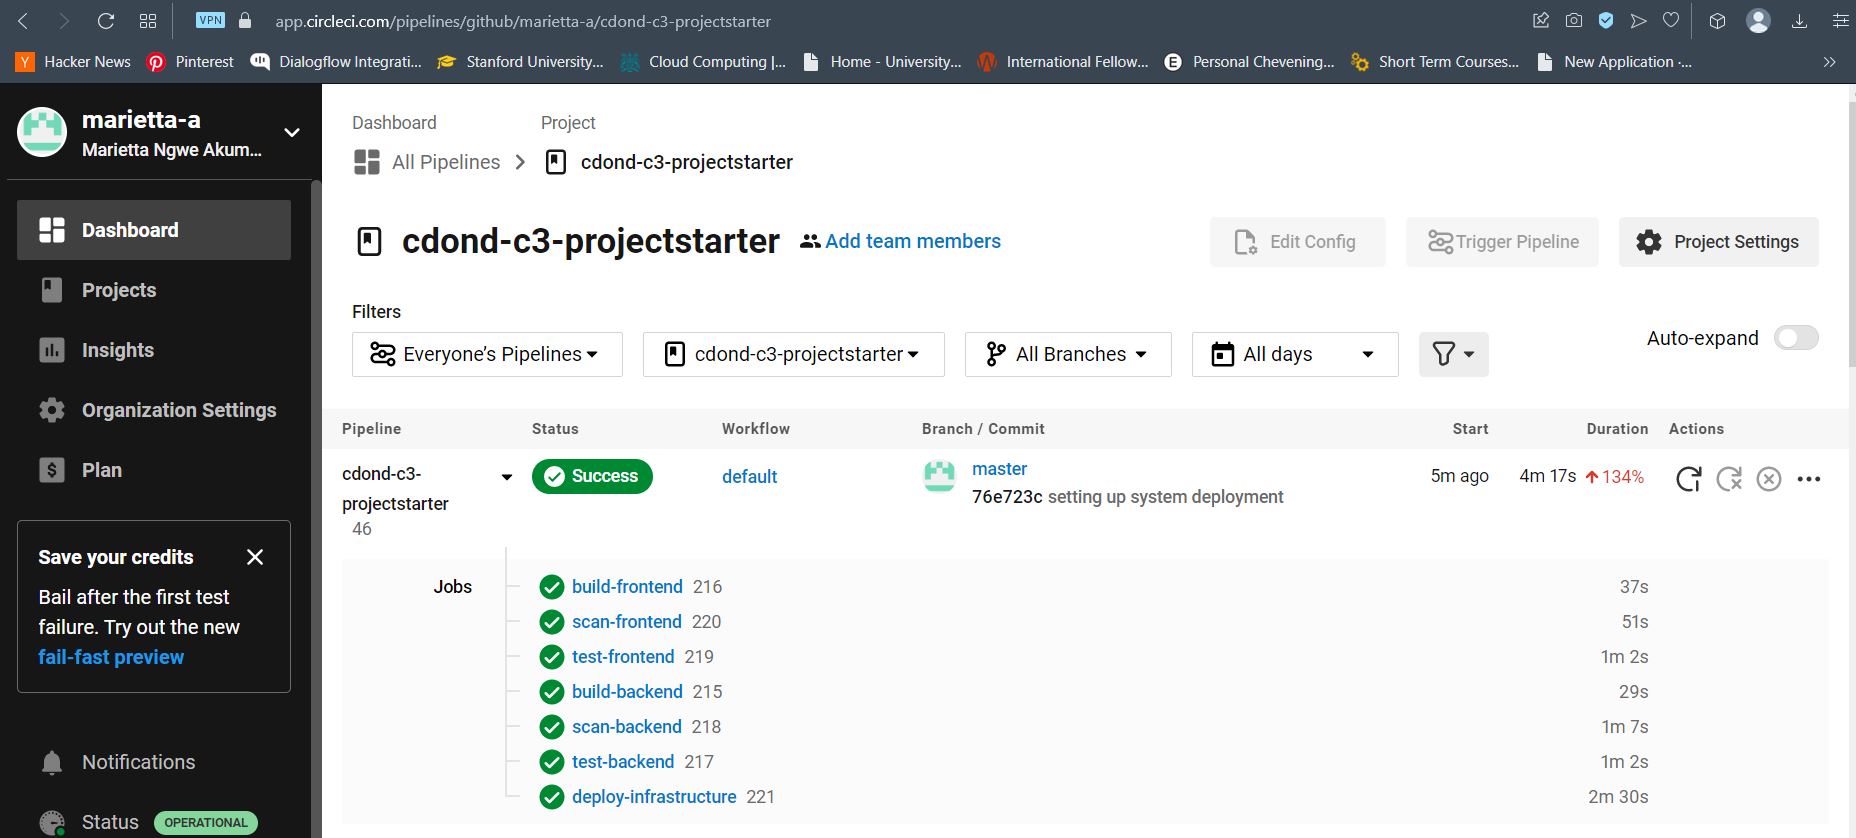 VPN app.circleci.com/pipelines/github/marietta-a/cdond-c3-projectstarter
Hacker News Pinterest Dialogflow Integrati... Stanford University,... Cloud Computing |... Home - University... International Fellow... Personal Chevening... Short Term Courses... New Application ·...
marietta-a
Marietta Ngwe Akum...
Dashboard
Projects
Insights
Organization Settings
Plan
Save your credits
Bail after the first test
failure. Try out the new
fail-fast preview
Notifications
Status OPERATIONAL
Dashboard Project
All Pipelines cdond-c3-projectstarter
cdond-c3-projectstarter Add team members Edit Config Trigger Pipeline Project Settings
Filters
Everyone's Pipelines cdond-c3-projectstarter All Branches All days Auto-expand
Pipeline Status Workflow Branch / Commit Start Duration Actions
cdond-c3-
projectstarter
46
Success default master 5m ago 4m 17s 134%
76e723c setting up system deployment
Jobs
build-frontend 216 37s
scan-frontend 220 51s
test-frontend 219 1m 2s
build-backend 215 29s
scan-backend 218 1m 7s
test-backend 217 1m 2s
deploy-infrastructure 221 2m 30s